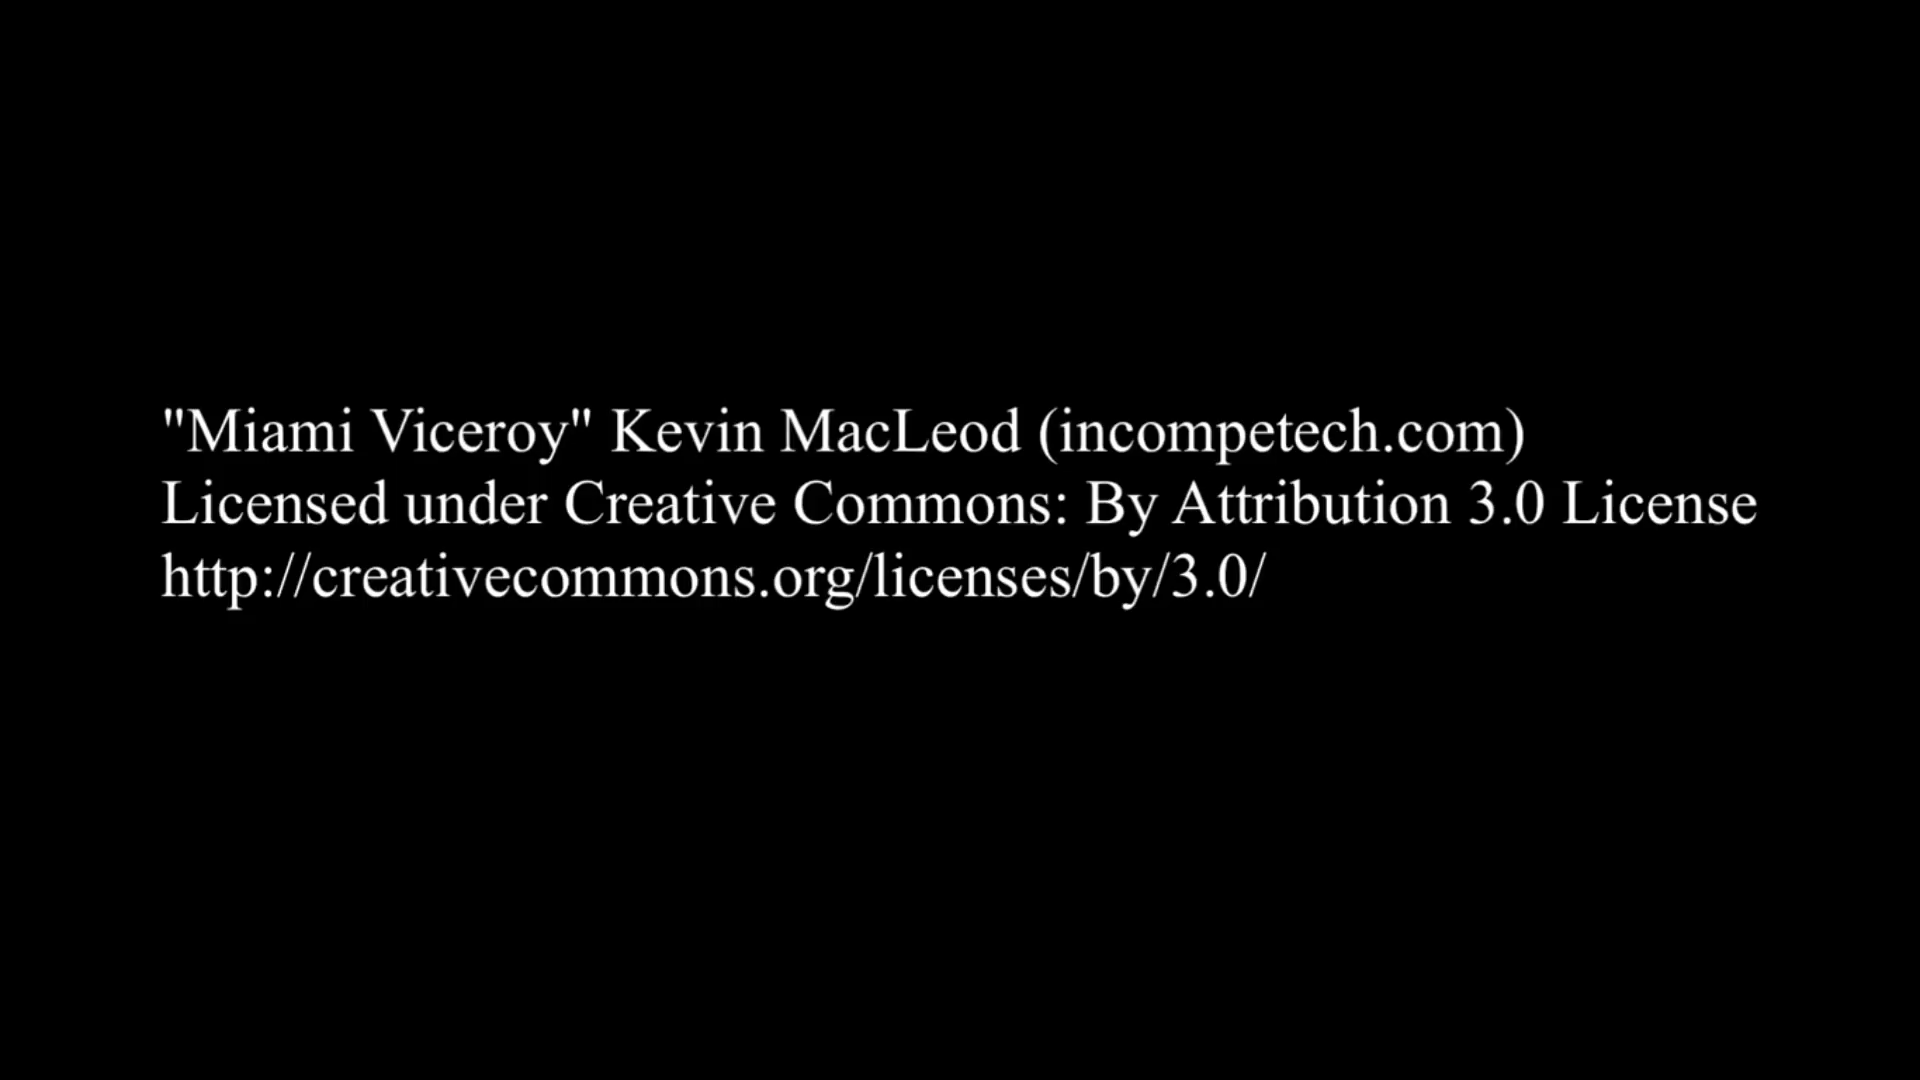 "Miami Viceroy" Kevin MacLeod (incompetech.com)
Licensed under Creative Commons: By Attribution 3.0 License
http://creativecommons.org/licenses/by/3.0/